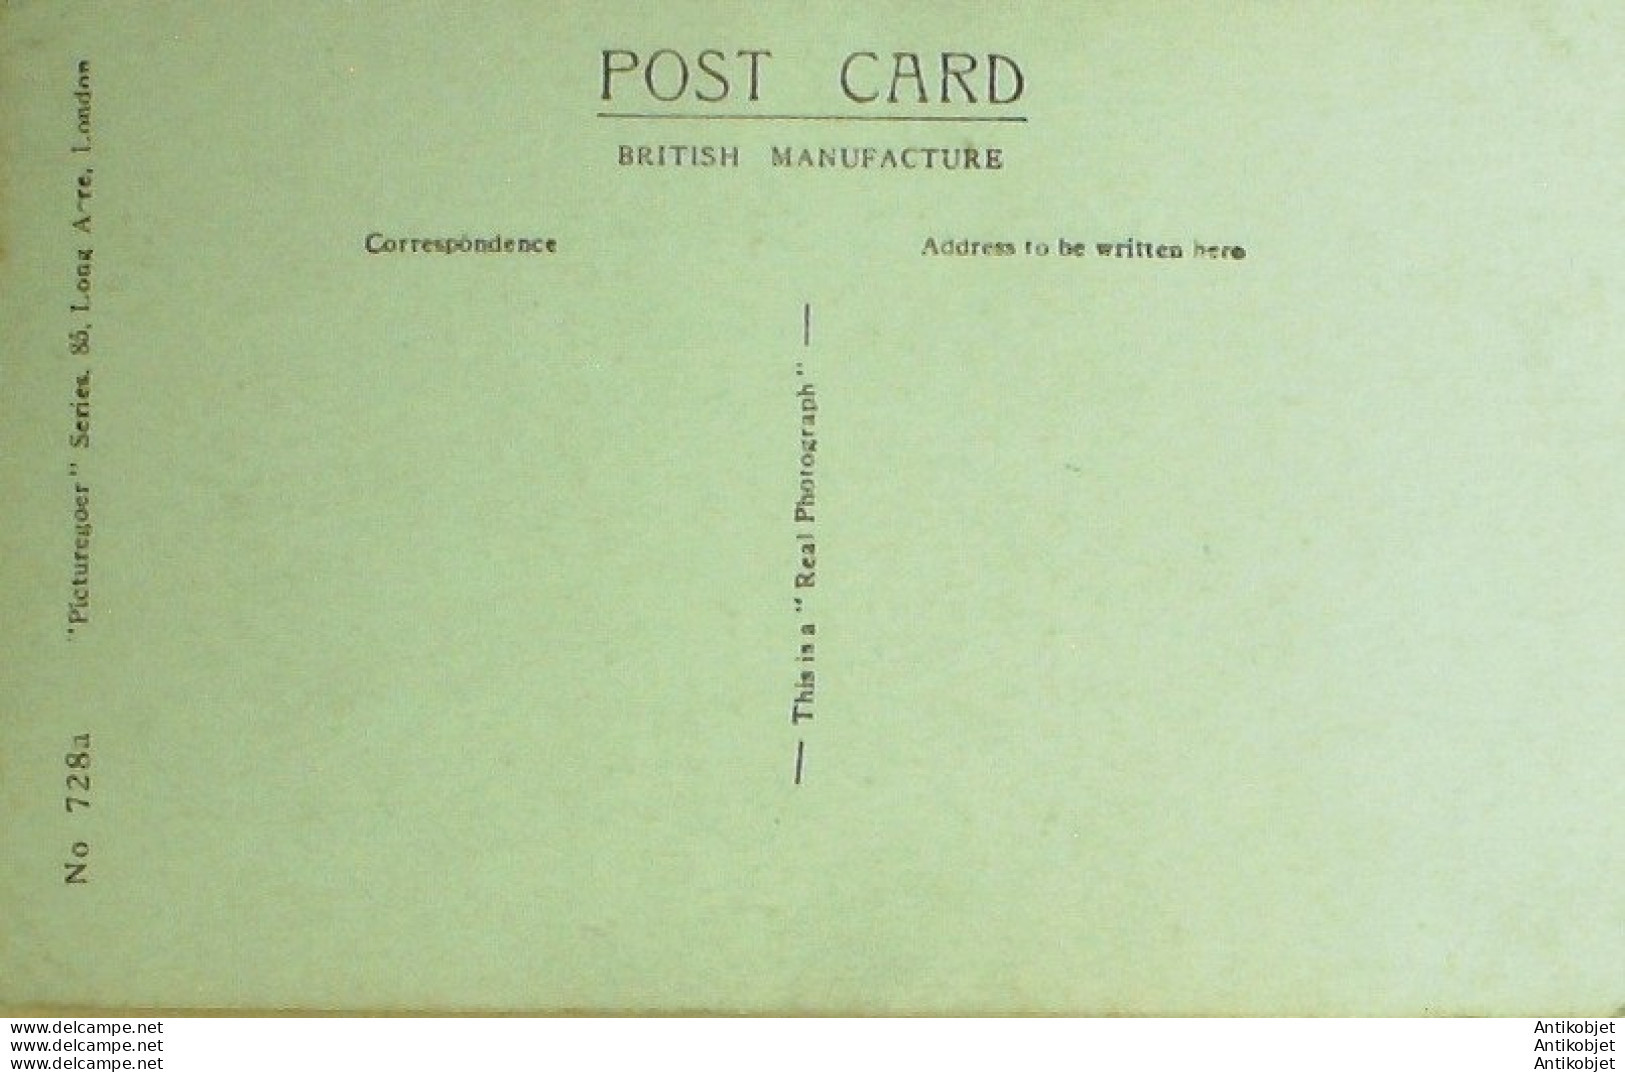 POST CARD
BRITISH MANUFACTURE
Correspondence
Address to be written here
No 728a "Picturegoer" Series. 85, Long Acre, London
— This is a "Real Photograph" —
www.delcampe.net
www.delcampe.net
www.delcampe.net
Antikobjet
Antikobjet
Antikobjet